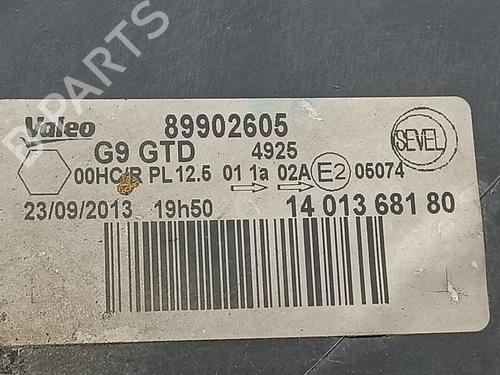 B-PARTS
Valeo 89902605
G9 GTD 4925
SEVEL
00HC/R PL 12.5 01 1a 02A E2 05074
23/09/2013 19h50 14 013 681 80